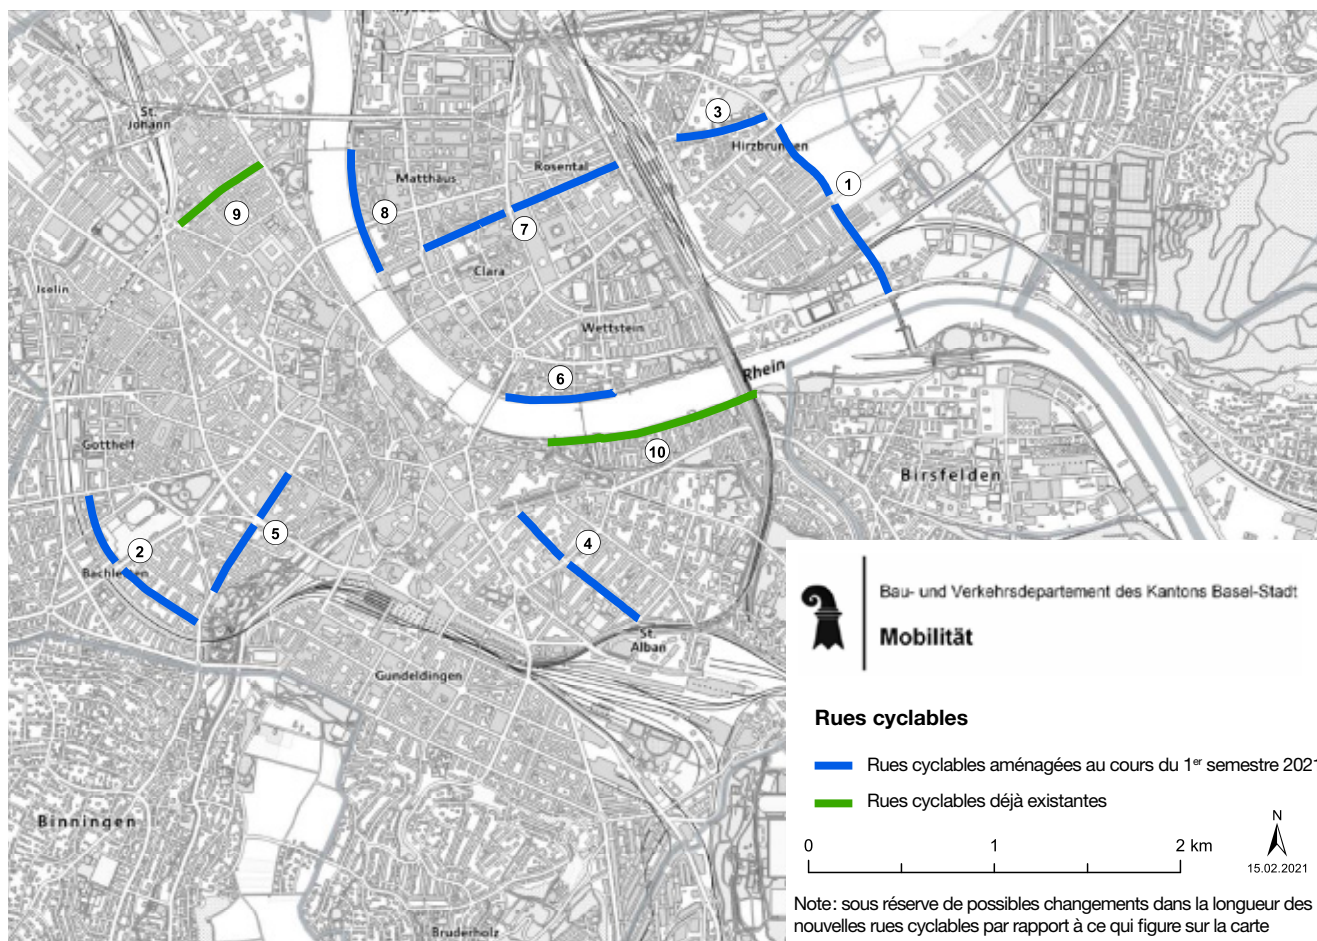 St.
Johann
3
Hirzbrunnen
Rosental
Matthäus
1
8
9
7
Clara
Iselin
Wettstein
Rhein
6
Gotthelf
10
Birsfelden
5
4
2
Bachletten
St.
Alban
Gundeldingen
Binningen
Bruderholz
Bau- und Verkehrsdepartement des Kantons Basel-Stadt
Mobilität
Rues cyclables
Rues cyclables aménagées au cours du 1er semestre 2021
Rues cyclables déjà existantes
0 1 2 km
N
15.02.2021
Note: sous réserve de possibles changements dans la longueur des
nouvelles rues cyclables par rapport à ce qui figure sur la carte